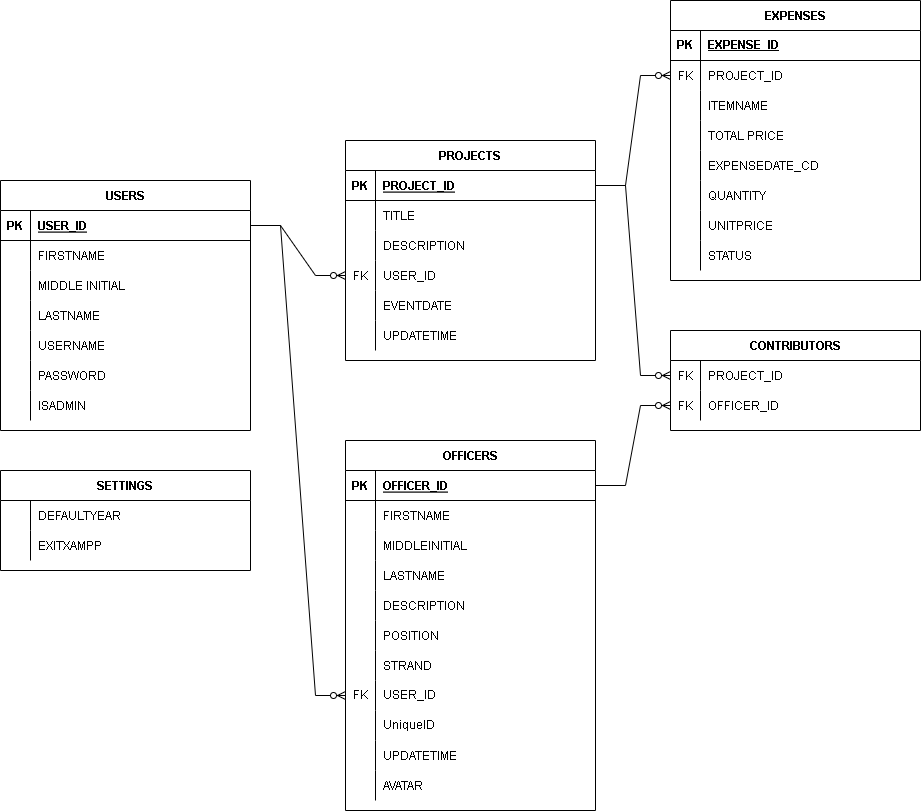 EXPENSES
PK EXPENSE_ID
FK PROJECT_ID
ITEMNAME
TOTAL PRICE
EXPENSEDATE_CD
QUANTITY
UNITPRICE
STATUS
PROJECTS
PK PROJECT_ID
TITLE
DESCRIPTION
FK USER_ID
EVENTDATE
UPDATETIME
USERS
PK USER_ID
FIRSTNAME
MIDDLE INITIAL
LASTNAME
USERNAME
PASSWORD
ISADMIN
CONTRIBUTORS
FK PROJECT_ID
FK OFFICER_ID
SETTINGS
DEFAULTYEAR
EXITXAMPP
OFFICERS
PK OFFICER_ID
FIRSTNAME
MIDDLEINITIAL
LASTNAME
DESCRIPTION
POSITION
STRAND
FK USER_ID
UniqueID
UPDATETIME
AVATAR